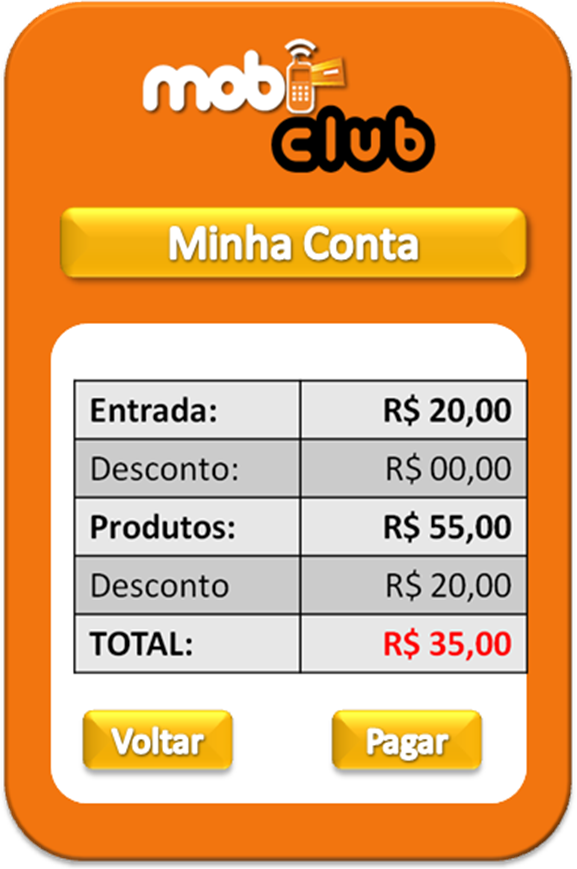 mobi
club
Minha Conta
Entrada: R$ 20,00
Desconto: R$ 00,00
Produtos: R$ 55,00
Desconto R$ 20,00
TOTAL: R$ 35,00
Voltar Pagar